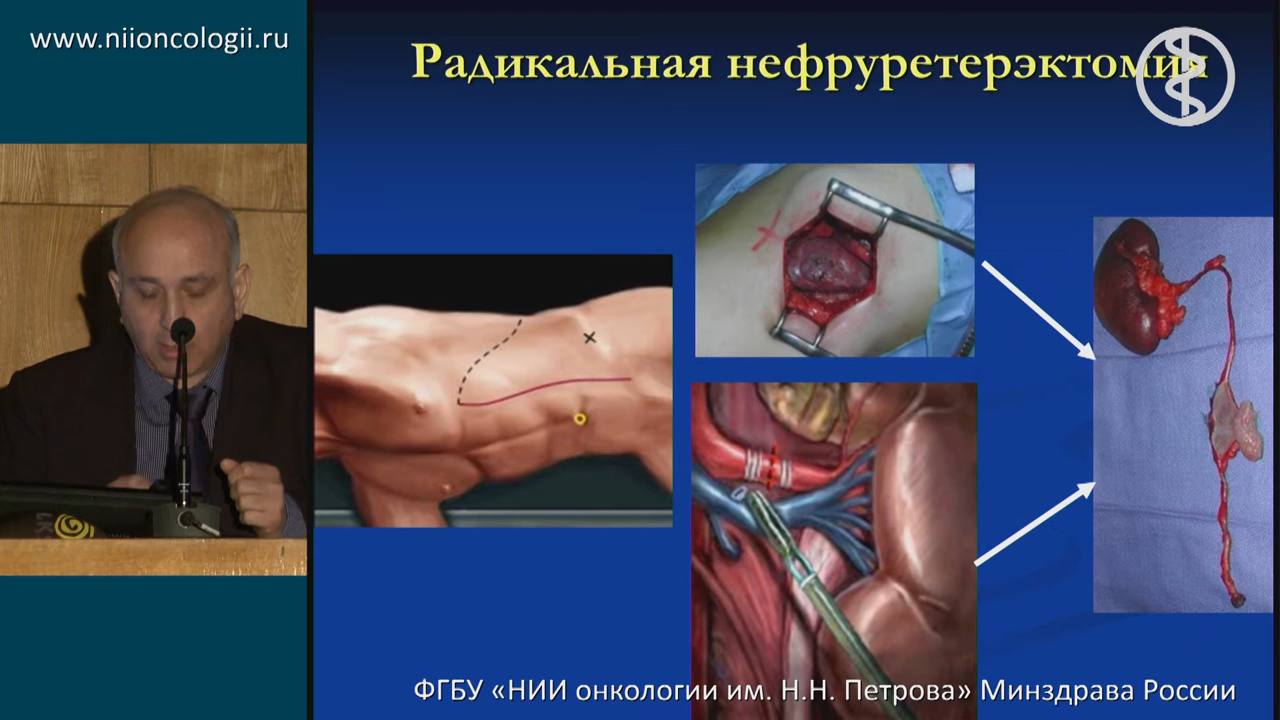 www.niioncologii.ru
Радикальная нефруретерэктомия
ФГБУ «НИИ онкологии им. Н.Н. Петрова» Минздрава России